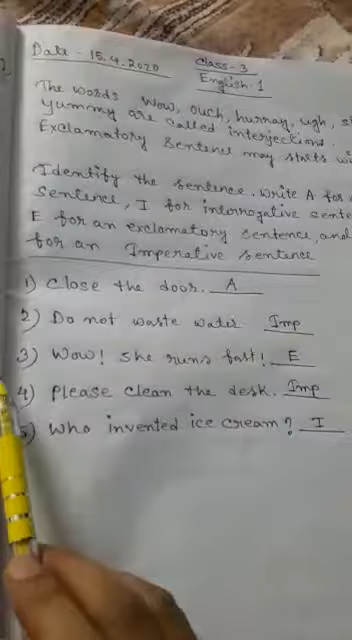 Date - 15.4.2020
Class - 3
English - 1
The words Wow, ouch, hurray, ugh,
yummy are called interjections.
Exclamatory sentence may starts
Identify the sentence. Write A for
sentence, I for interrogative
E for an exclamatory sentence, and
for an Imperative sentence
1) Close the door. A
2) Do not waste water Imp
3) Wow! she runs fast! E
4) Please clean the desk. Imp
5) Who invented ice cream? I